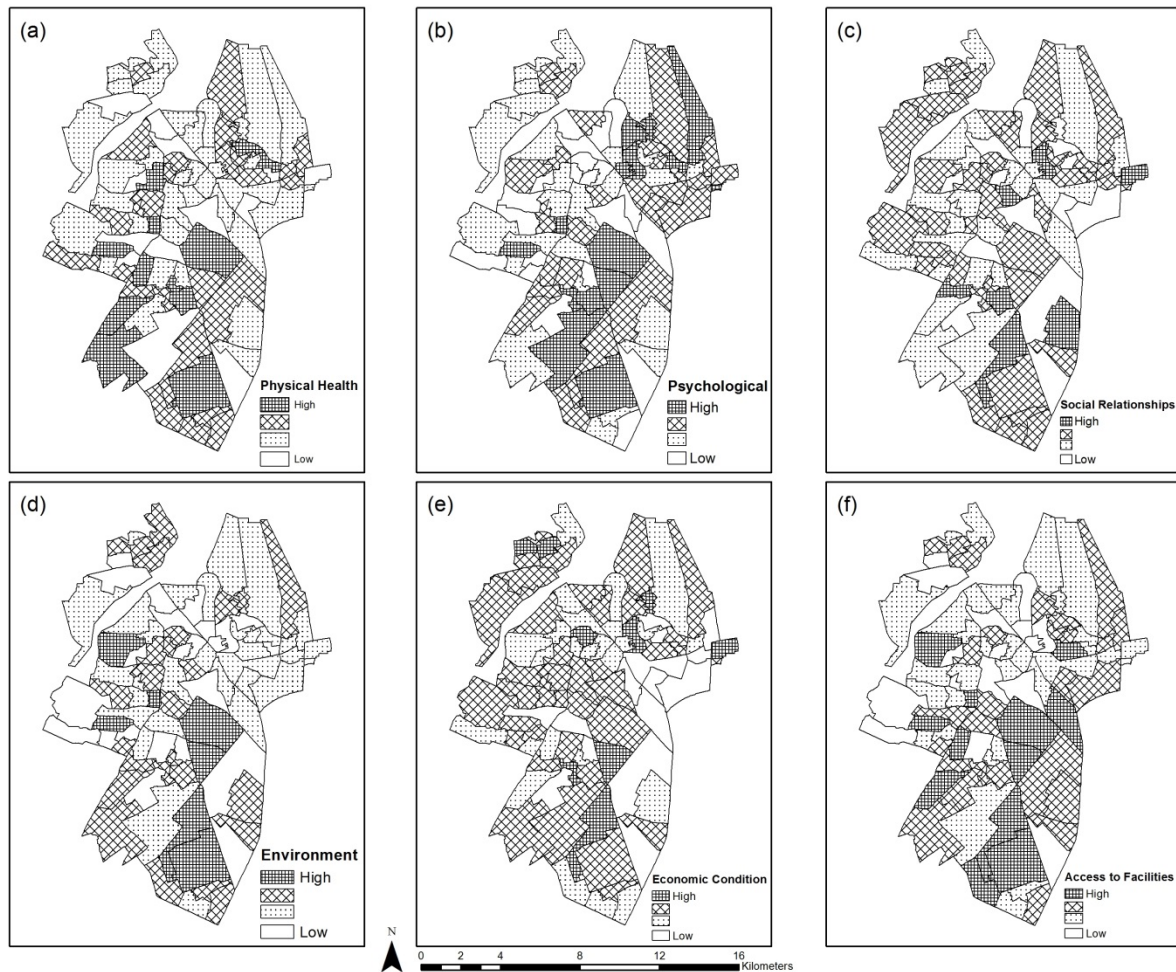 (a)
Physical Health
High
Low
(b)
Psychological
High
Low
(c)
Social Relationships
High
Low
(d)
Environment
High
Low
(e)
Economic Condition
High
Low
(f)
Access to Facilities
High
Low
N
0 2 4 8 12 16
Kilometers